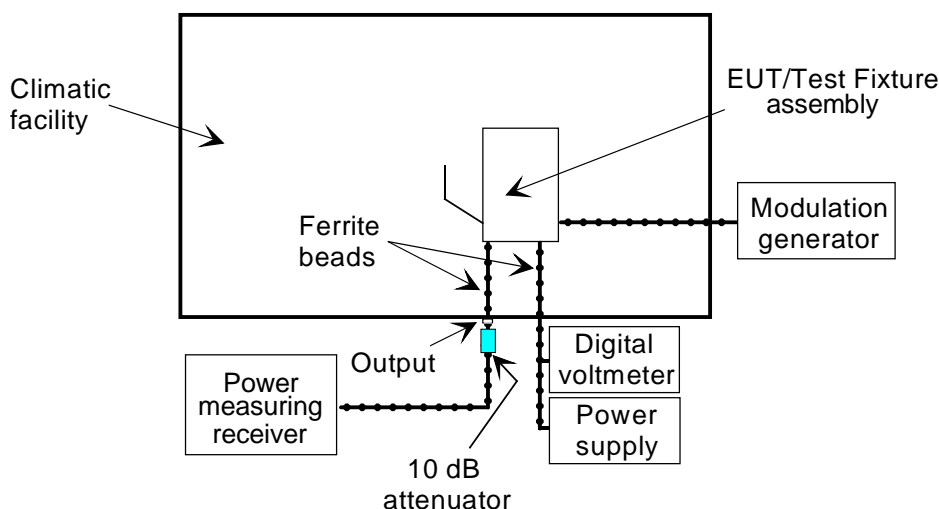 Climatic
facility
EUT/Test Fixture
assembly
Modulation
generator
Ferrite
beads
Output
Digital
voltmeter
Power
measuring
receiver
Power
supply
10 dB
attenuator